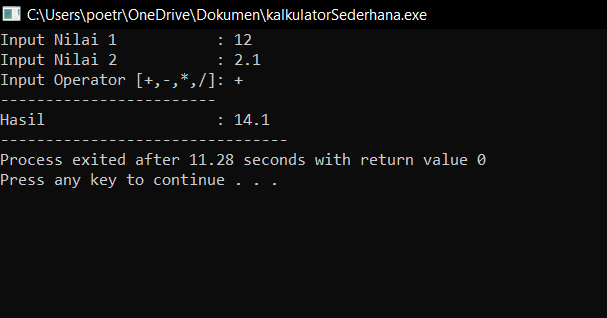 C:\Users\poetr\OneDrive\Dokumen\kalkulatorSederhana.exe
Input Nilai 1           : 12
Input Nilai 2           : 2.1
Input Operator [+,-,*,/]: +
------------------------
Hasil                   : 14.1
--------------------------------
Process exited after 11.28 seconds with return value 0
Press any key to continue . . .